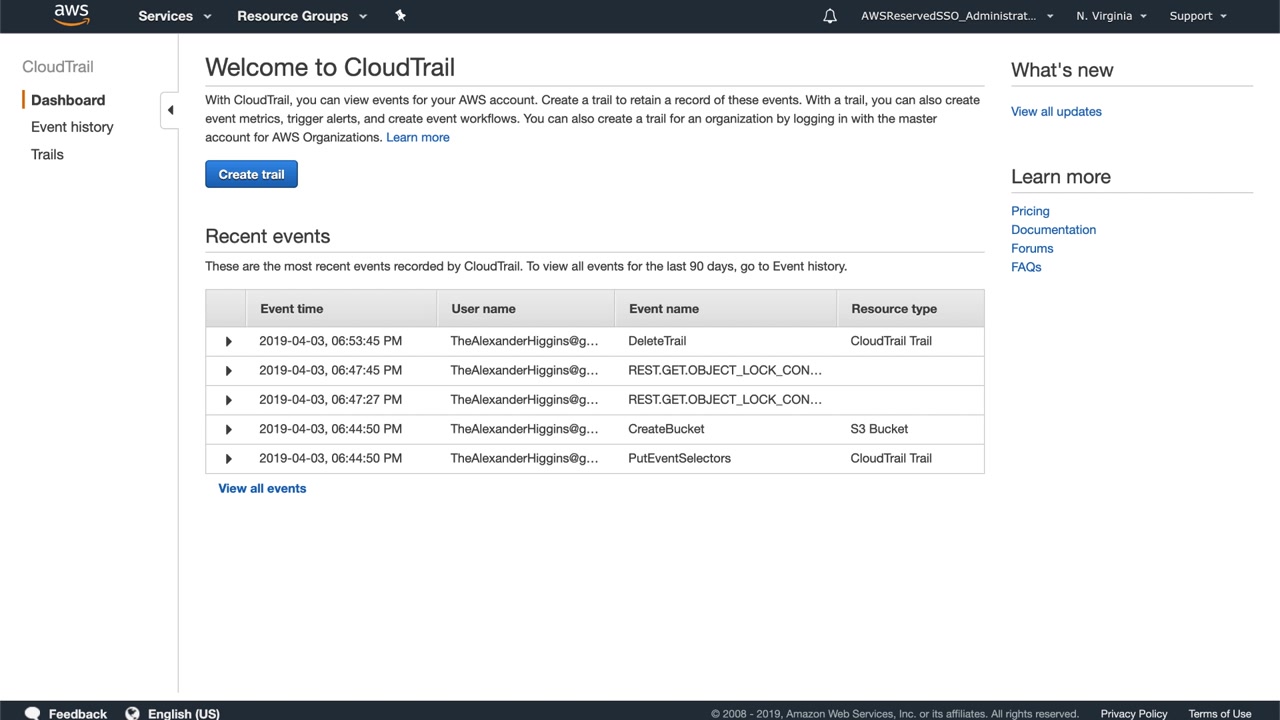 aws
Services
Resource Groups
AWSReservedSSO_Administrat...
N. Virginia
Support
CloudTrail
Dashboard
Event history
Trails
Welcome to CloudTrail
With CloudTrail, you can view events for your AWS account. Create a trail to retain a record of these events. With a trail, you can also create
event metrics, trigger alerts, and create event workflows. You can also create a trail for an organization by logging in with the master
account for AWS Organizations. Learn more
Create trail
Recent events
These are the most recent events recorded by CloudTrail. To view all events for the last 90 days, go to Event history.
Event time User name Event name Resource type
2019-04-03, 06:53:45 PM TheAlexanderHiggins@g... DeleteTrail CloudTrail Trail
2019-04-03, 06:47:45 PM TheAlexanderHiggins@g... REST.GET.OBJECT_LOCK_CON...
2019-04-03, 06:47:27 PM TheAlexanderHiggins@g... REST.GET.OBJECT_LOCK_CON...
2019-04-03, 06:44:50 PM TheAlexanderHiggins@g... CreateBucket S3 Bucket
2019-04-03, 06:44:50 PM TheAlexanderHiggins@g... PutEventSelectors CloudTrail Trail
View all events
What's new
View all updates
Learn more
Pricing
Documentation
Forums
FAQs
Feedback
English (US)
© 2008 - 2019, Amazon Web Services, Inc. or its affiliates. All rights reserved.
Privacy Policy
Terms of Use